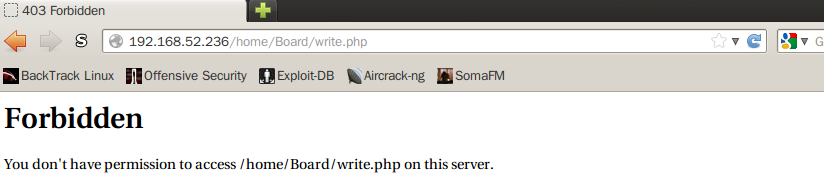 403 Forbidden
S
192.168.52.236/home/Board/write.php
G
BackTrack Linux Offensive Security Exploit-DB Aircrack-ng SomaFM
Forbidden
You don't have permission to access /home/Board/write.php on this server.